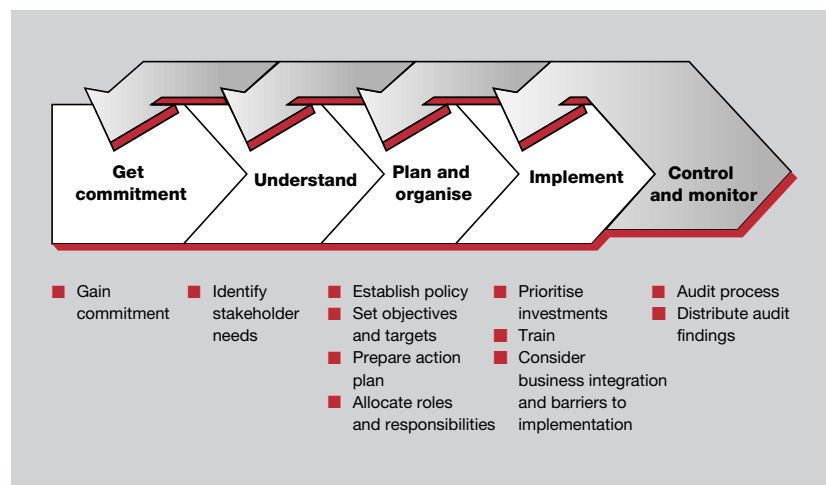 Get
commitment
Understand
Plan and
organise
Implement
Control
and monitor
Gain
commitment
Identify
stakeholder
needs
Establish policy
Set objectives
and targets
Prepare action
plan
Allocate roles
and responsibilities
Prioritise
investments
Train
Consider
business integration
and barriers to
implementation
Audit process
Distribute audit
findings